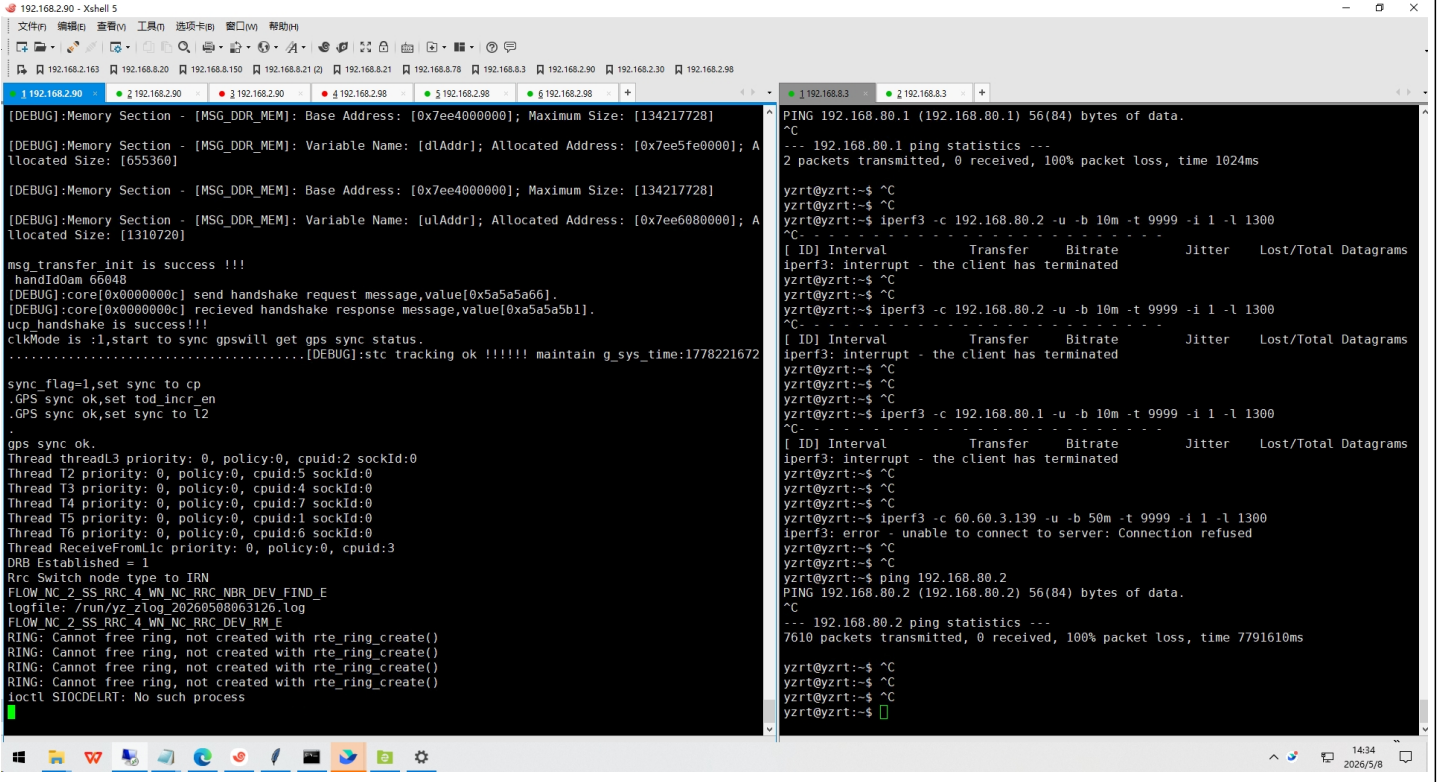 192.168.2.90 - Xshell 5
文件(F) 编辑(E) 查看(V) 工具(T) 选项卡(B) 窗口(W) 帮助(H)
192.168.2.163 192.168.8.20 192.168.8.150 192.168.8.21 (2) 192.168.8.21 192.168.8.78 192.168.8.3 192.168.2.90 192.168.2.30 192.168.2.98
1 192.168.2.90 × 2 192.168.2.90 × 3 192.168.2.90 × 4 192.168.2.98 × 5 192.168.2.98 × 6 192.168.2.98 × +
[DEBUG]:Memory Section - [MSG_DDR_MEM]: Base Address: [0x7ee4000000]; Maximum Size: [134217728]
[DEBUG]:Memory Section - [MSG_DDR_MEM]: Variable Name: [dlAddr]; Allocated Address: [0x7ee5fe0000]; A
llocated Size: [655360]
[DEBUG]:Memory Section - [MSG_DDR_MEM]: Base Address: [0x7ee4000000]; Maximum Size: [134217728]
[DEBUG]:Memory Section - [MSG_DDR_MEM]: Variable Name: [ulAddr]; Allocated Address: [0x7ee6080000]; A
llocated Size: [1310720]
msg_transfer_init is success !!!
handIdOam 66048
[DEBUG]:core[0x0000000c] send handshake request message,value[0x5a5a5a66].
[DEBUG]:core[0x0000000c] recieved handshake response message,value[0xa5a5a5b1].
ucp_handshake is success!!!
clkMode is :1,start to sync gpswill get gps sync status.
........................................[DEBUG]:stc tracking ok !!!!!! maintain g_sys_time:1778221672
sync_flag=1,set sync to cp
.GPS sync ok,set tod_incr_en
.GPS sync ok,set sync to l2
.
gps sync ok.
Thread threadL3 priority: 0, policy:0, cpuid:2 sockId:0
Thread T2 priority: 0, policy:0, cpuid:5 sockId:0
Thread T3 priority: 0, policy:0, cpuid:4 sockId:0
Thread T4 priority: 0, policy:0, cpuid:7 sockId:0
Thread T5 priority: 0, policy:0, cpuid:1 sockId:0
Thread T6 priority: 0, policy:0, cpuid:6 sockId:0
Thread ReceiveFromL1c priority: 0, policy:0, cpuid:3
DRB Established = 1
Rrc Switch node type to IRN
FLOW_NC_2_SS_RRC_4_WN_NC_RRC_NBR_DEV_FIND_E
logfile: /run/yz_zlog_20260508063126.log
FLOW_NC_2_SS_RRC_4_WN_NC_RRC_DEV_RM_E
RING: Cannot free ring, not created with rte_ring_create()
RING: Cannot free ring, not created with rte_ring_create()
RING: Cannot free ring, not created with rte_ring_create()
RING: Cannot free ring, not created with rte_ring_create()
ioctl SIOCDELRT: No such process
1 192.168.8.3 × 2 192.168.8.3 × +
PING 192.168.80.1 (192.168.80.1) 56(84) bytes of data.
^C
--- 192.168.80.1 ping statistics ---
2 packets transmitted, 0 received, 100% packet loss, time 1024ms
yzrt@yzrt:~$ ^C
yzrt@yzrt:~$ ^C
yzrt@yzrt:~$ iperf3 -c 192.168.80.2 -u -b 10m -t 9999 -i 1 -l 1300
^C- - - - - - - - - - - - - - - - - - - - - - - - -
[ ID] Interval Transfer Bitrate Jitter Lost/Total Datagrams
iperf3: interrupt - the client has terminated
yzrt@yzrt:~$ ^C
yzrt@yzrt:~$ ^C
yzrt@yzrt:~$ iperf3 -c 192.168.80.2 -u -b 10m -t 9999 -i 1 -l 1300
^C- - - - - - - - - - - - - - - - - - - - - - - - -
[ ID] Interval Transfer Bitrate Jitter Lost/Total Datagrams
iperf3: interrupt - the client has terminated
yzrt@yzrt:~$ ^C
yzrt@yzrt:~$ ^C
yzrt@yzrt:~$ ^C
yzrt@yzrt:~$ iperf3 -c 192.168.80.1 -u -b 10m -t 9999 -i 1 -l 1300
^C- - - - - - - - - - - - - - - - - - - - - - - - -
[ ID] Interval Transfer Bitrate Jitter Lost/Total Datagrams
iperf3: interrupt - the client has terminated
yzrt@yzrt:~$ ^C
yzrt@yzrt:~$ ^C
yzrt@yzrt:~$ ^C
yzrt@yzrt:~$ iperf3 -c 60.60.3.139 -u -b 50m -t 9999 -i 1 -l 1300
iperf3: error - unable to connect to server: Connection refused
yzrt@yzrt:~$ ^C
yzrt@yzrt:~$ ^C
yzrt@yzrt:~$ ping 192.168.80.2
PING 192.168.80.2 (192.168.80.2) 56(84) bytes of data.
^C
--- 192.168.80.2 ping statistics ---
7610 packets transmitted, 0 received, 100% packet loss, time 7791610ms
yzrt@yzrt:~$ ^C
yzrt@yzrt:~$ ^C
yzrt@yzrt:~$ ^C
yzrt@yzrt:~$
14:34
2026/5/8